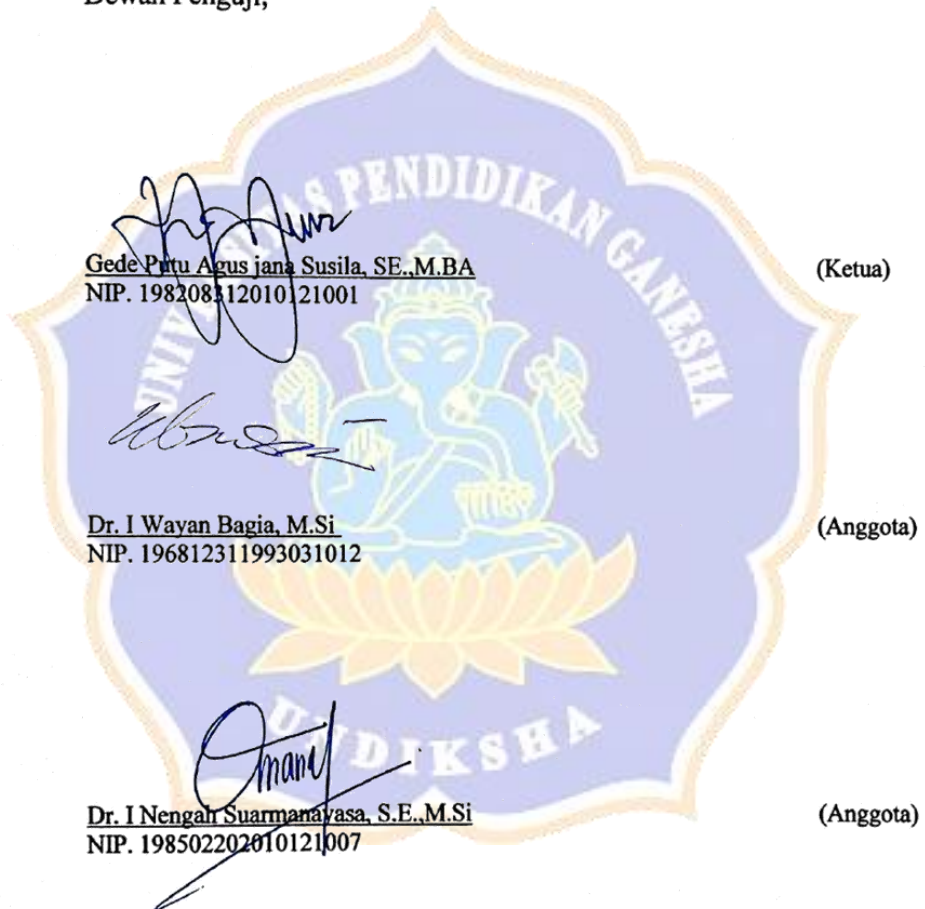 Dewan Penguji,
UNIVERSITAS PENDIDIKAN GANESHA
Gede Putu Agus jana Susila, SE.,M.BA (Ketua)
NIP. 198208312010121001
Dr. I Wayan Bagia, M.Si (Anggota)
NIP. 196812311993031012
UNDIKSHA
Dr. I Nengah Suarmanayasa, S.E.,M.Si (Anggota)
NIP. 198502202010121007